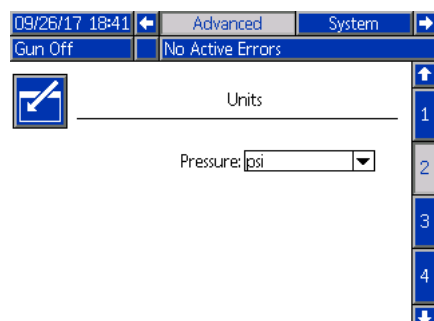 09/26/17 18:41 Advanced System
Gun Off No Active Errors
Units
1
Pressure: psi
2
3
4